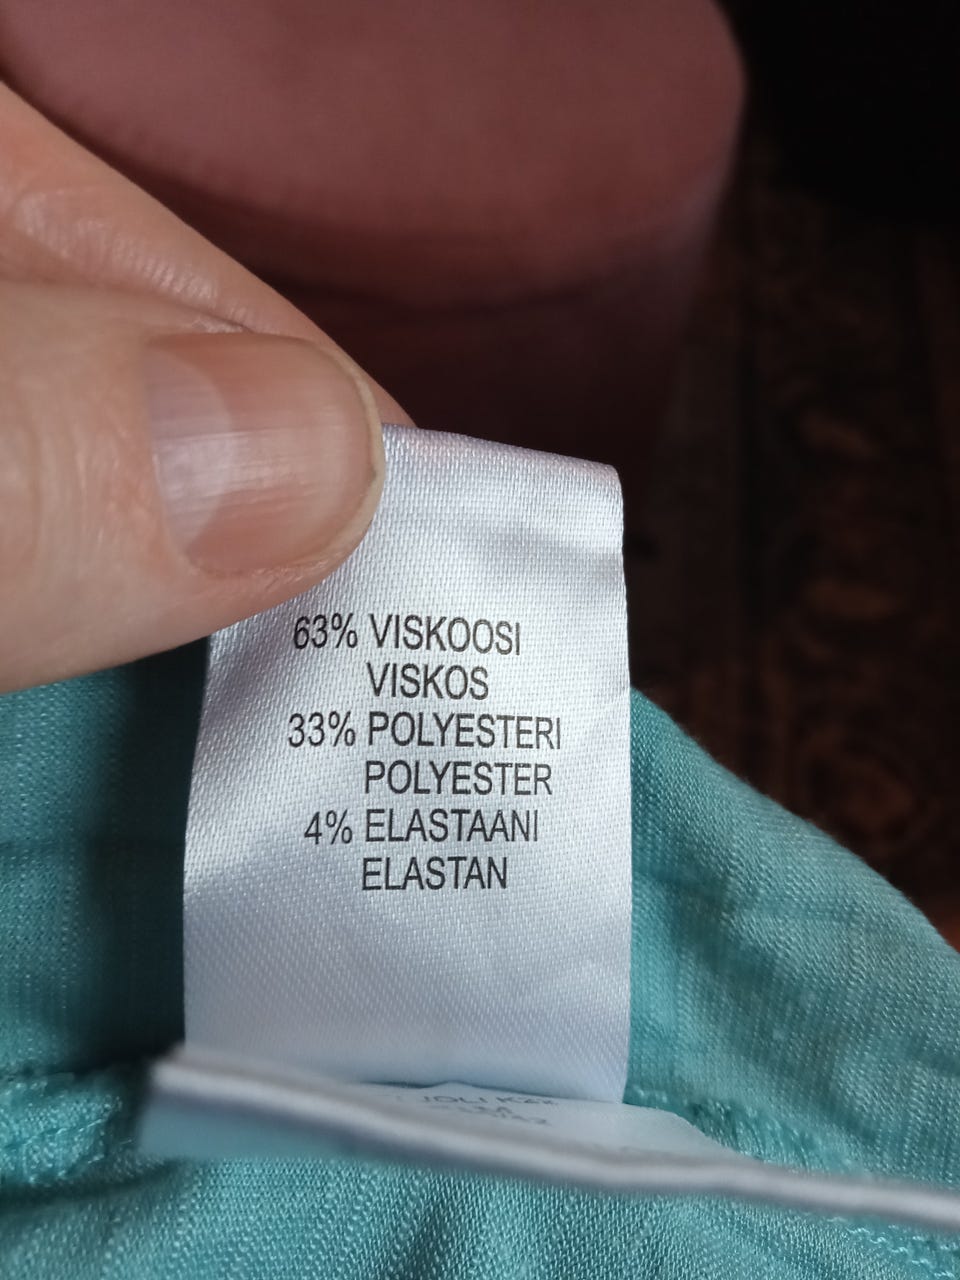 63% VISKOOSI
VISKOS
33% POLYESTERI
POLYESTER
4% ELASTAANI
ELASTAN